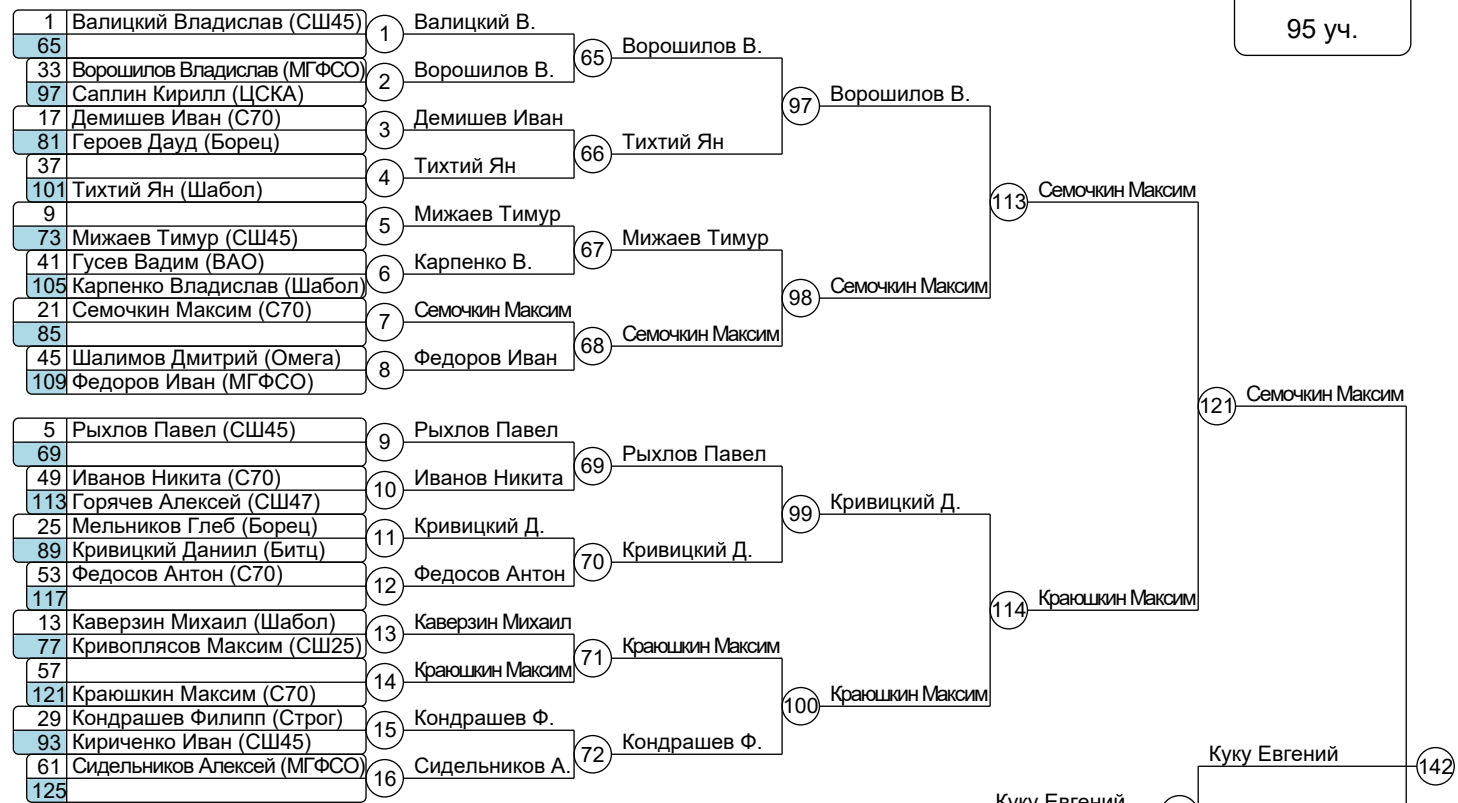 95 уч.
1 Валицкий Владислав (СШ45) 1 Валицкий В.
65
65 Ворошилов В.
33 Ворошилов Владислав (МГФСО) 2 Ворошилов В.
97 Саплин Кирилл (ЦСКА)
97 Ворошилов В.
17 Демишев Иван (С70) 3 Демишев Иван
81 Героев Дауд (Борец)
66 Тихтий Ян
37 4 Тихтий Ян
101 Тихтий Ян (Шабол)
113 Семочкин Максим
9 5 Мижаев Тимур
73 Мижаев Тимур (СШ45)
67 Мижаев Тимур
41 Гусев Вадим (ВАО) 6 Карпенко В.
105 Карпенко Владислав (Шабол)
98 Семочкин Максим
21 Семочкин Максим (С70) 7 Семочкин Максим
85
68 Семочкин Максим
45 Шалимов Дмитрий (Омега) 8 Федоров Иван
109 Федоров Иван (МГФСО)
121 Семочкин Максим
5 Рыхлов Павел (СШ45) 9 Рыхлов Павел
69
69 Рыхлов Павел
49 Иванов Никита (С70) 10 Иванов Никита
113 Горячев Алексей (СШ47)
99 Кривицкий Д.
25 Мельников Глеб (Борец) 11 Кривицкий Д.
89 Кривицкий Даниил (Битц)
70 Кривицкий Д.
53 Федосов Антон (С70) 12 Федосов Антон
117
114 Краюшкин Максим
13 Каверзин Михаил (Шабол) 13 Каверзин Михаил
77 Кривоплясов Максим (СШ25)
71 Краюшкин Максим
57 14 Краюшкин Максим
121 Краюшкин Максим (С70)
100 Краюшкин Максим
29 Кондрашев Филипп (Строг) 15 Кондрашев Ф.
93 Кириченко Иван (СШ45)
72 Кондрашев Ф.
61 Сидельников Алексей (МГФСО) 16 Сидельников А.
125
Куку Евгений 142
Куку Евгений